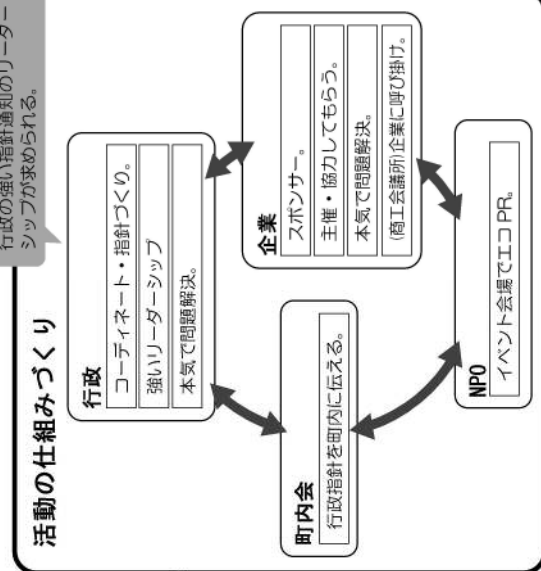 行政の強い指針通知のリーダー
シップが求められる。
活動の仕組みづくり
行政
コーディネート・指針づくり。
強いリーダーシップ
本気で問題解決。
町内会
行政指針を町内に伝える。
企業
スポンサー。
主催・協力してもらう。
本気で問題解決。
(商工会議所)企業に呼び掛け。
NPO
イベント会場でエコPR。